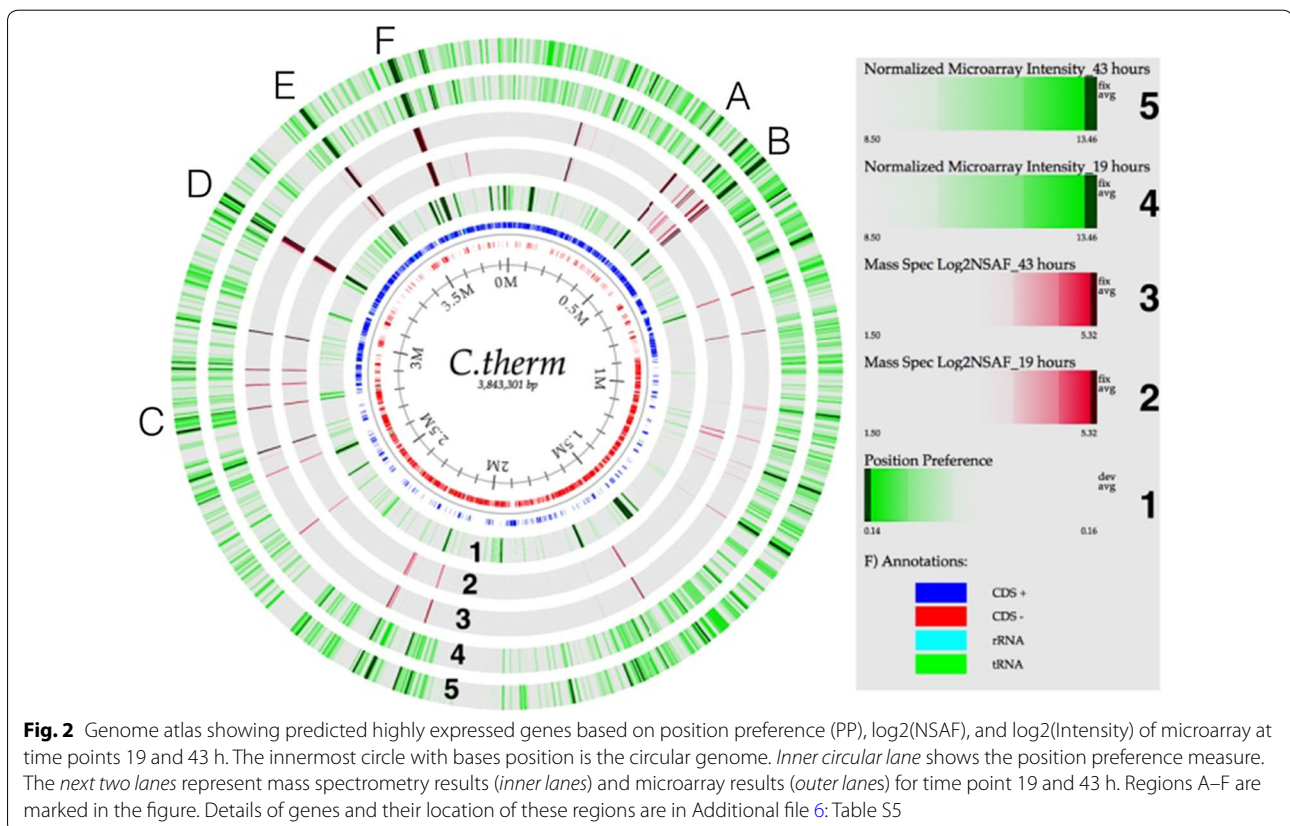 F
E
A
B
D
C
0M
0.5M
1M
1.5M
2M
2.5M
3M
3.5M
C.therm
3,843,301 bp
1
2
3
4
5
Normalized Microarray Intensity_43 hours
fix
avg
5
8.50
13.46
Normalized Microarray Intensity_19 hours
fix
avg
4
8.50
13.46
Mass Spec Log2NSAF_43 hours
fix
avg
3
1.50
5.32
Mass Spec Log2NSAF_19 hours
fix
avg
2
1.50
5.32
Position Preference
dev
avg
1
0.14
0.16
F) Annotations:
CDS +
CDS -
rRNA
tRNA
Fig. 2 Genome atlas showing predicted highly expressed genes based on position preference (PP), log2(NSAF), and log2(Intensity) of microarray at
time points 19 and 43 h. The innermost circle with bases position is the circular genome. Inner circular lane shows the position preference measure.
The next two lanes represent mass spectrometry results (inner lanes) and microarray results (outer lanes) for time point 19 and 43 h. Regions A–F are
marked in the figure. Details of genes and their location of these regions are in Additional file 6: Table S5